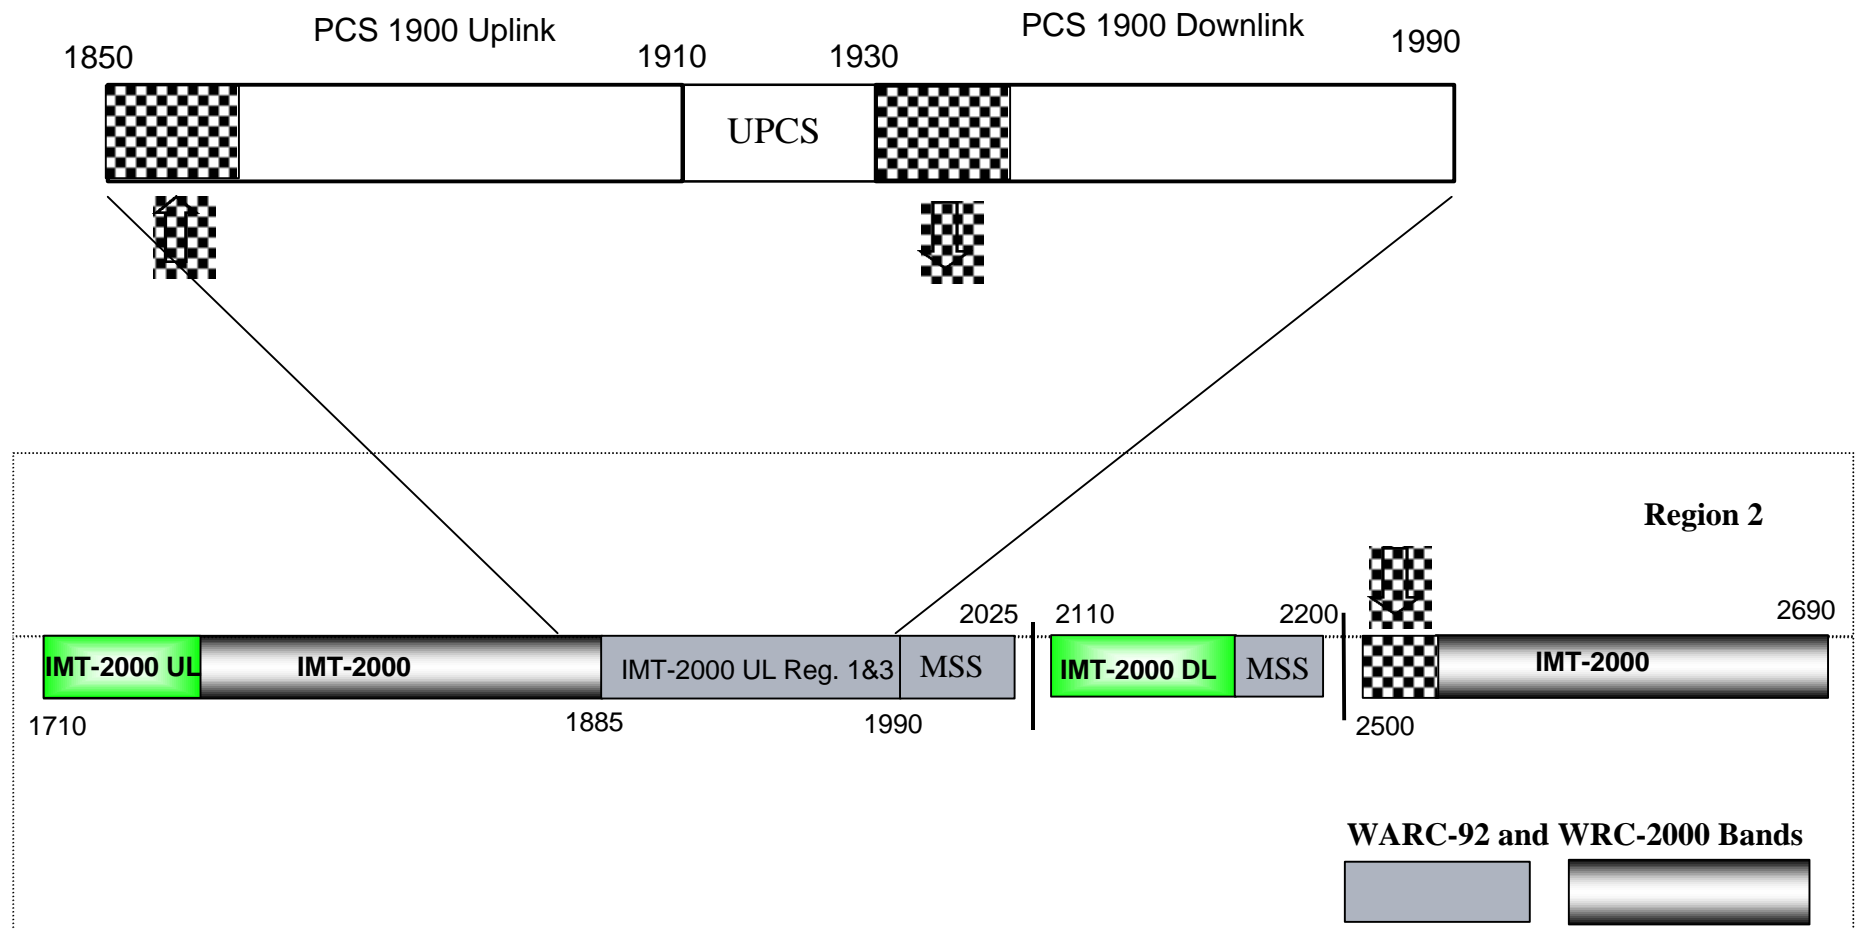 PCS 1900 Uplink
PCS 1900 Downlink
1850
1910
1930
1990
UPCS
Region 2
2025
2110
2200
2690
IMT-2000 UL
IMT-2000
IMT-2000 UL Reg. 1&3
MSS
IMT-2000 DL
MSS
IMT-2000
1710
1885
1990
2500
WARC-92 and WRC-2000 Bands